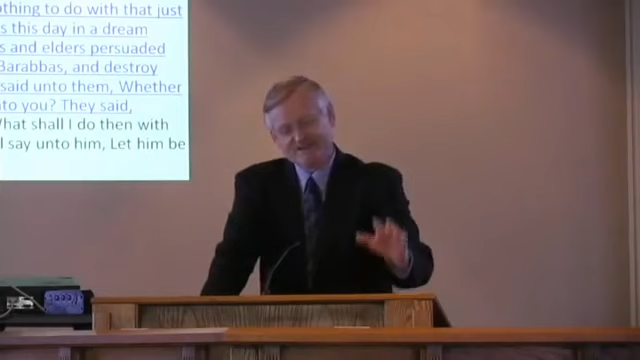 othing to do with that just
s this day in a dream
s and elders persuaded
Barabbas, and destroy
said unto them, Whether
nto you? They said,
What shall I do then with
l say unto him, Let him be